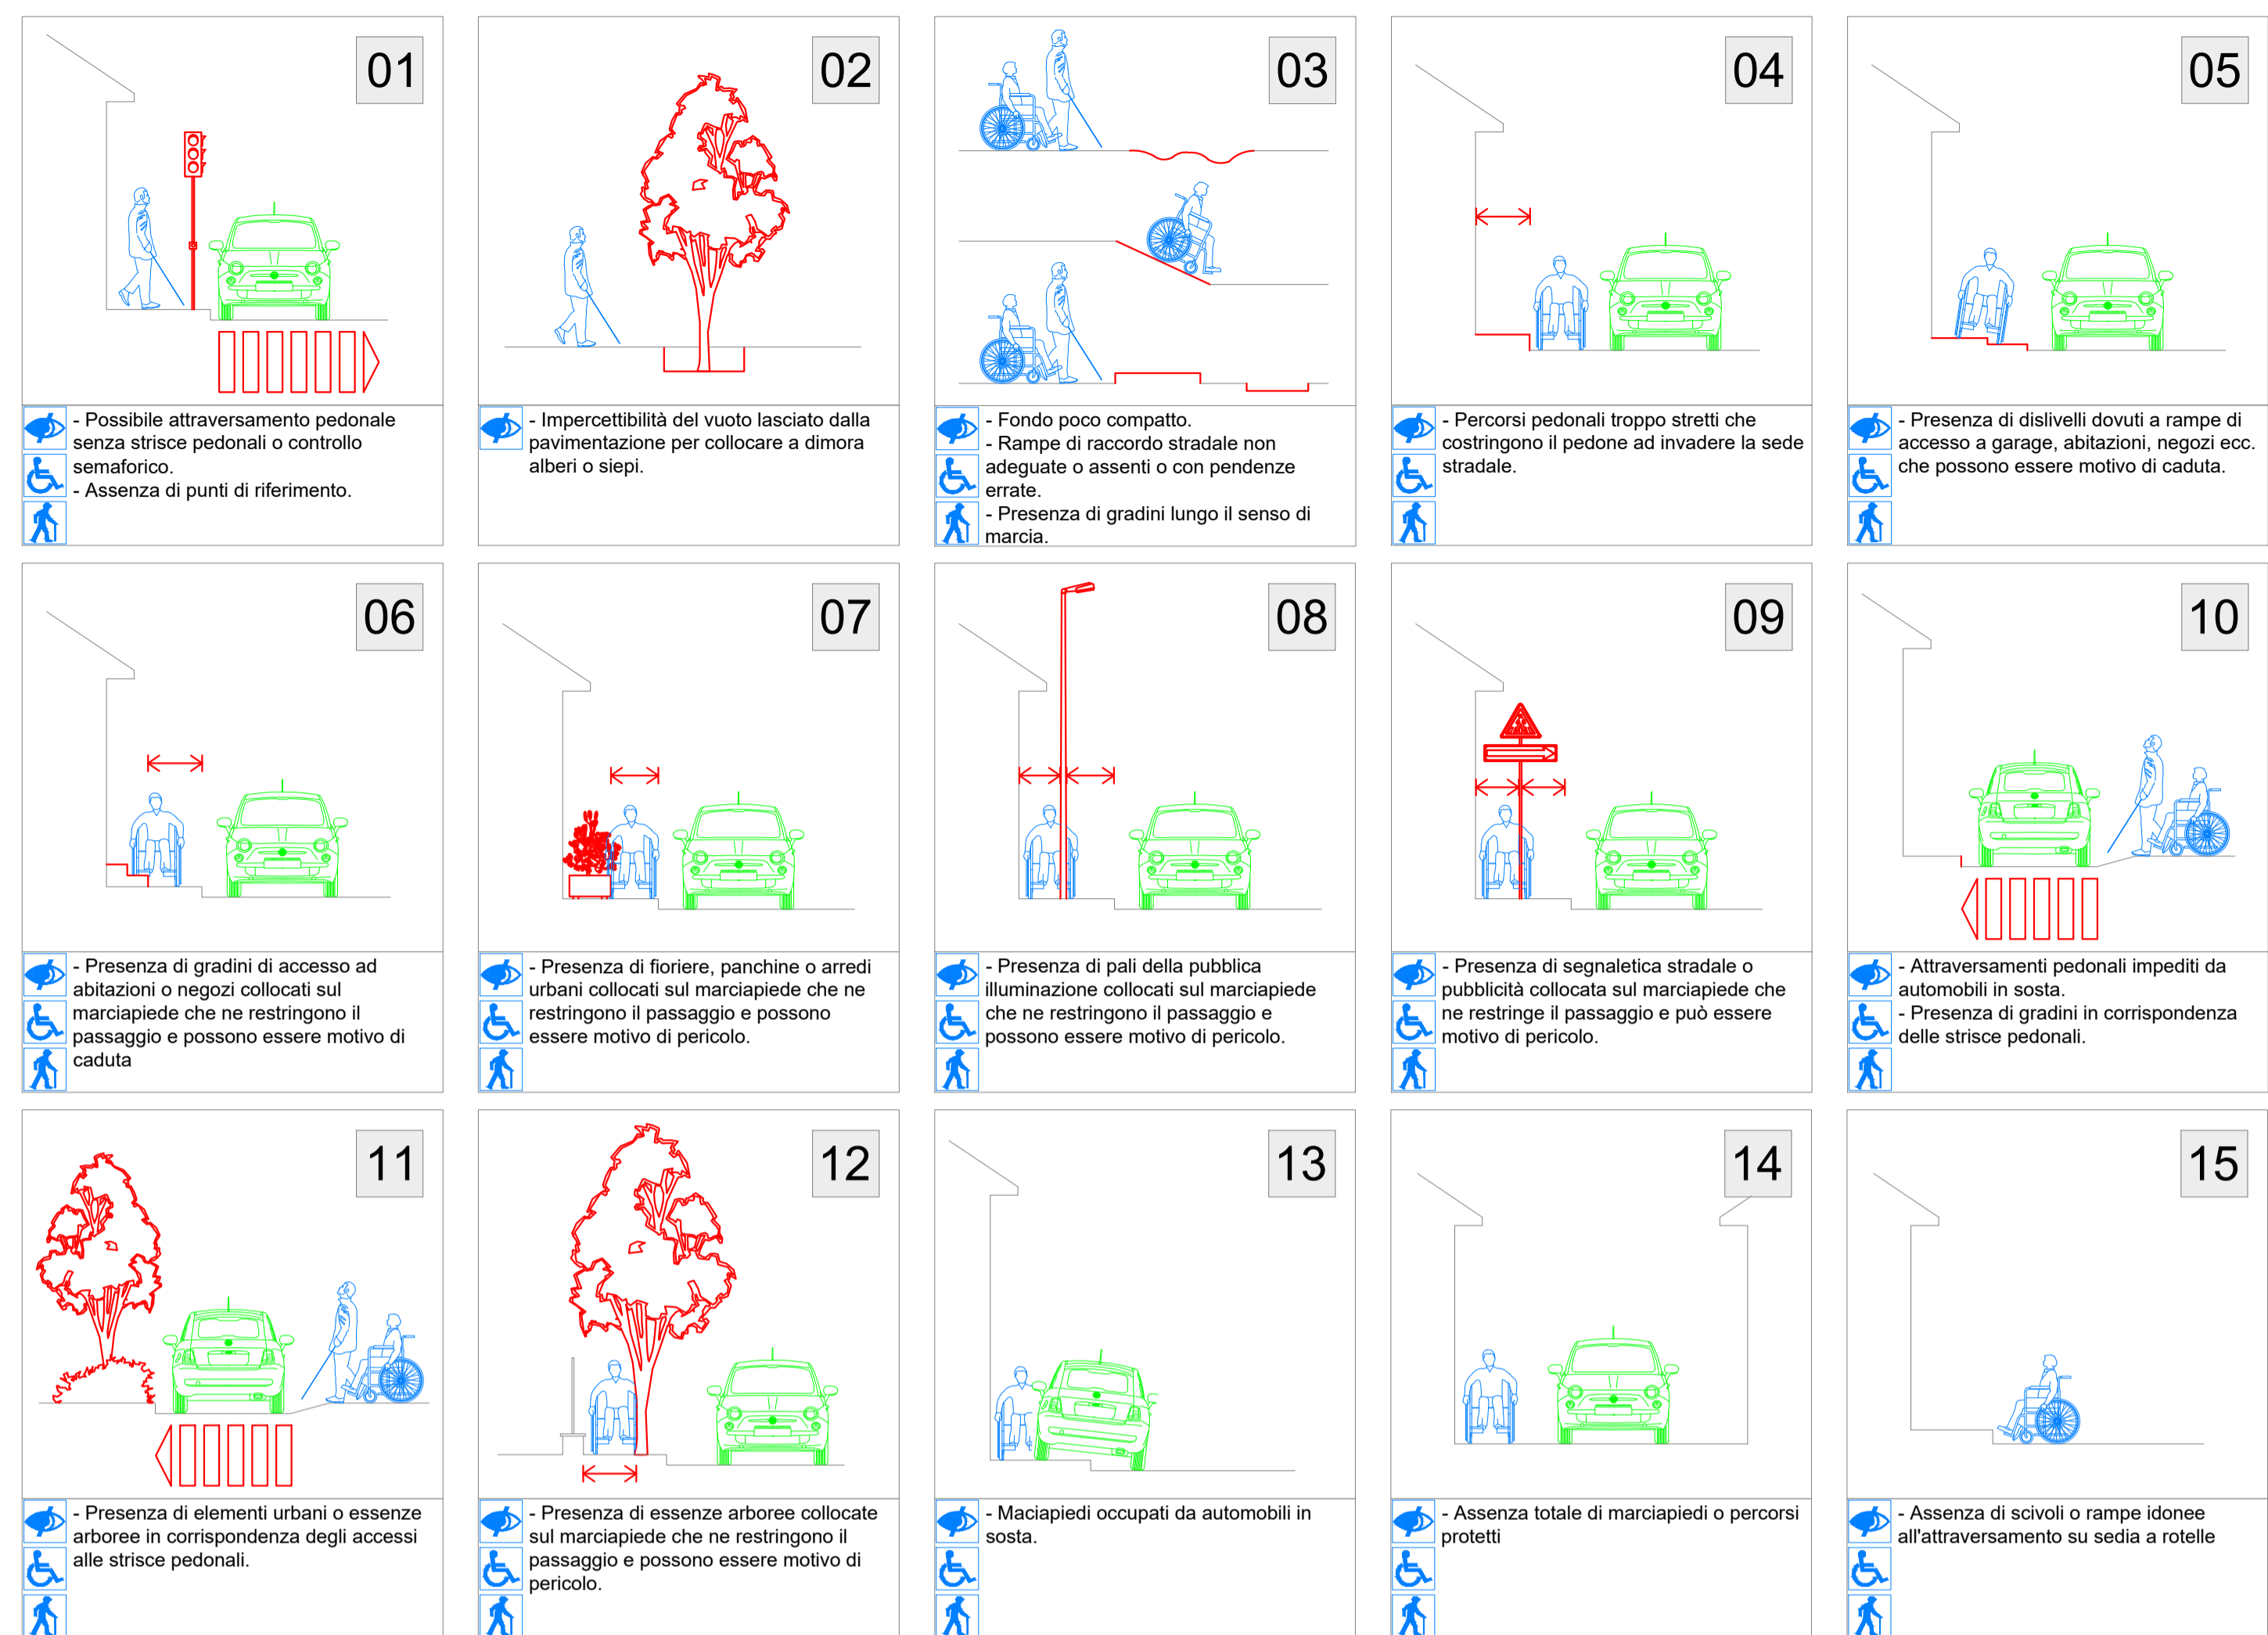 01
- Possibile attraversamento pedonale
senza strisce pedonali o controllo
semaforico.
- Assenza di punti di riferimento.
02
- Impercettibilità del vuoto lasciato dalla
pavimentazione per collocare a dimora
alberi o siepi.
03
- Fondo poco compatto.
- Rampe di raccordo stradale non
adeguate o assenti o con pendenze
errate.
- Presenza di gradini lungo il senso di
marcia.
04
- Percorsi pedonali troppo stretti che
costringono il pedone ad invadere la sede
stradale.
05
- Presenza di dislivelli dovuti a rampe di
accesso a garage, abitazioni, negozi ecc.
che possono essere motivo di caduta.
06
- Presenza di gradini di accesso ad
abitazioni o negozi collocati sul
marciapiede che ne restringono il
passaggio e possono essere motivo di
caduta
07
- Presenza di fioriere, panchine o arredi
urbani collocati sul marciapiede che ne
restringono il passaggio e possono
essere motivo di pericolo.
08
- Presenza di pali della pubblica
illuminazione collocati sul marciapiede
che ne restringono il passaggio e
possono essere motivo di pericolo.
09
- Presenza di segnaletica stradale o
pubblicità collocata sul marciapiede che
ne restringe il passaggio e può essere
motivo di pericolo.
10
- Attraversamenti pedonali impediti da
automobili in sosta.
- Presenza di gradini in corrispondenza
delle strisce pedonali.
11
- Presenza di elementi urbani o essenze
arboree in corrispondenza degli accessi
alle strisce pedonali.
12
- Presenza di essenze arboree collocate
sul marciapiede che ne restringono il
passaggio e possono essere motivo di
pericolo.
13
- Maciapiedi occupati da automobili in
sosta.
14
- Assenza totale di marciapiedi o percorsi
protetti
15
- Assenza di scivoli o rampe idonee
all'attraversamento su sedia a rotelle